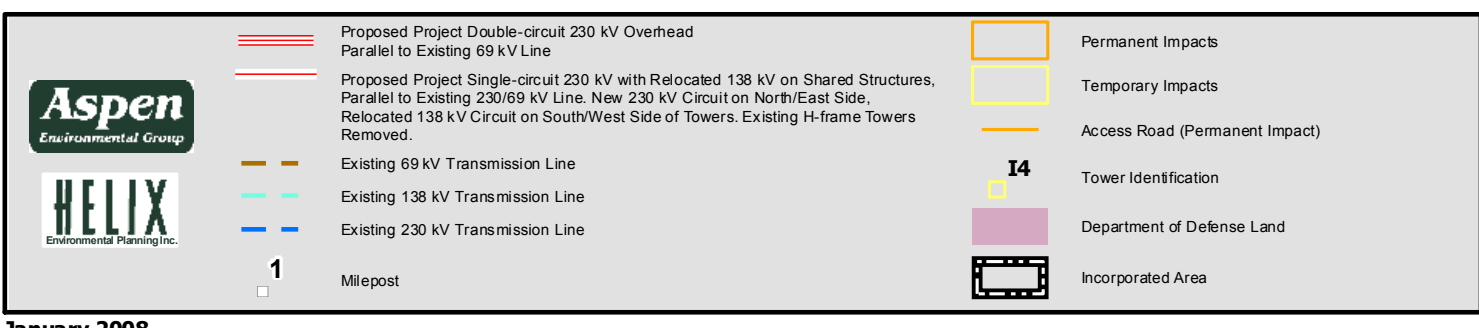 Aspen
Environmental Group
HELIX
Environmental Planning Inc.
Proposed Project Double-circuit 230 kV Overhead
Parallel to Existing 69 kV Line
Proposed Project Single-circuit 230 kV with Relocated 138 kV on Shared Structures,
Parallel to Existing 230/69 kV Line. New 230 kV Circuit on North/East Side,
Relocated 138 kV Circuit on South/West Side of Towers. Existing H-frame Towers
Removed.
Existing 69 kV Transmission Line
Existing 138 kV Transmission Line
Existing 230 kV Transmission Line
1
Milepost
Permanent Impacts
Temporary Impacts
Access Road (Permanent Impact)
I4
Tower Identification
Department of Defense Land
Incorporated Area
January 2008